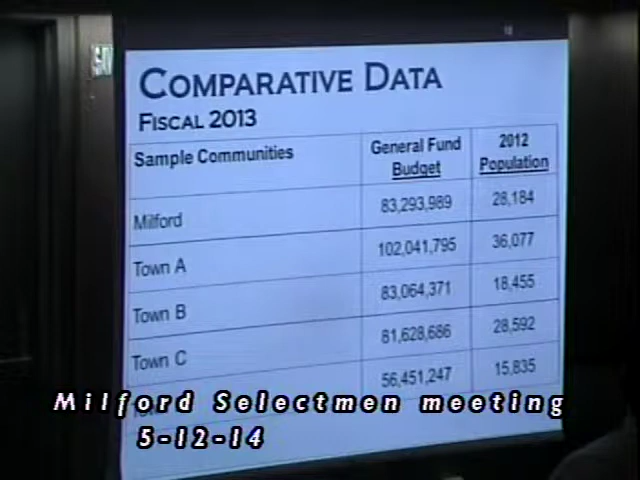 COMPARATIVE DATA
FISCAL 2013
Sample Communities General Fund Budget 2012 Population
Milford 83,293,989 28,184
Town A 102,041,795 36,077
Town B 83,064,371 18,455
Town C 81,628,686 28,592
56,451,247 15,835
Milford Selectmen meeting
5-12-14